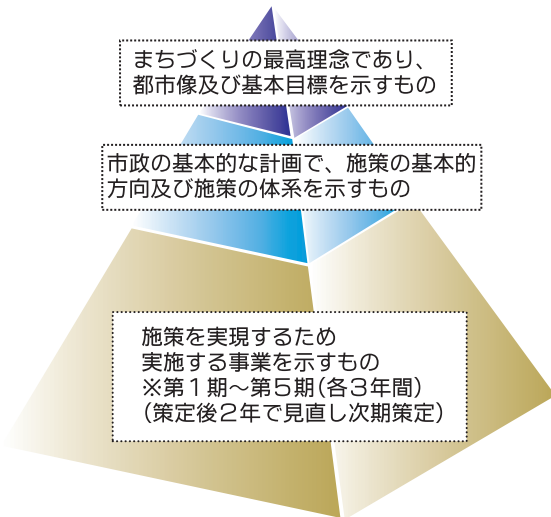 まちづくりの最高理念であり、
都市像及び基本目標を示すもの
市政の基本的な計画で、施策の基本的
方向及び施策の体系を示すもの
施策を実現するため
実施する事業を示すもの
※第１期～第５期（各３年間）
（策定後２年で見直し次期策定）